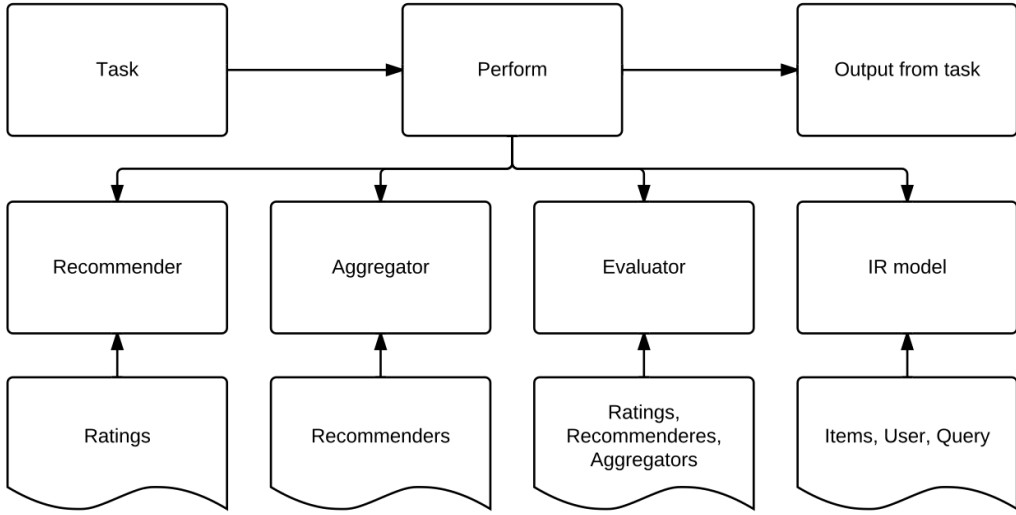 Task
Perform
Output from task
Recommender
Aggregator
Evaluator
IR model
Ratings
Recommenders
Ratings,
Recommenderes,
Aggregators
Items, User, Query